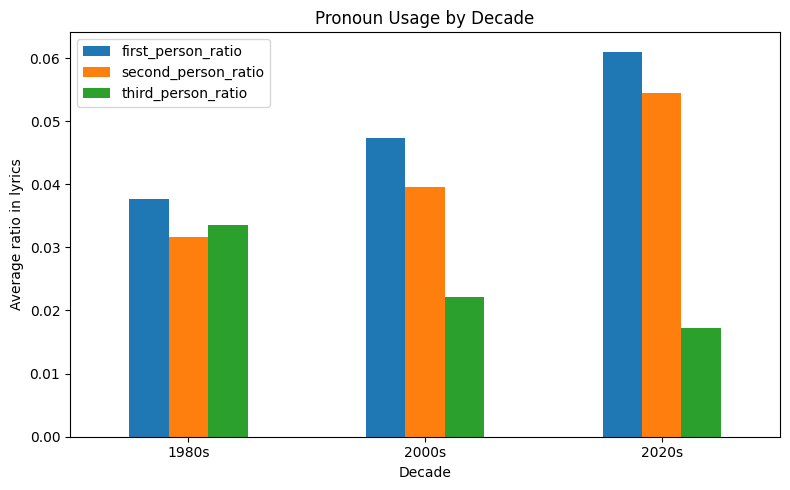 Pronoun Usage by Decade
first_person_ratio
second_person_ratio
third_person_ratio
Average ratio in lyrics
0.06
0.05
0.04
0.03
0.02
0.01
0.00
1980s 2000s 2020s
Decade